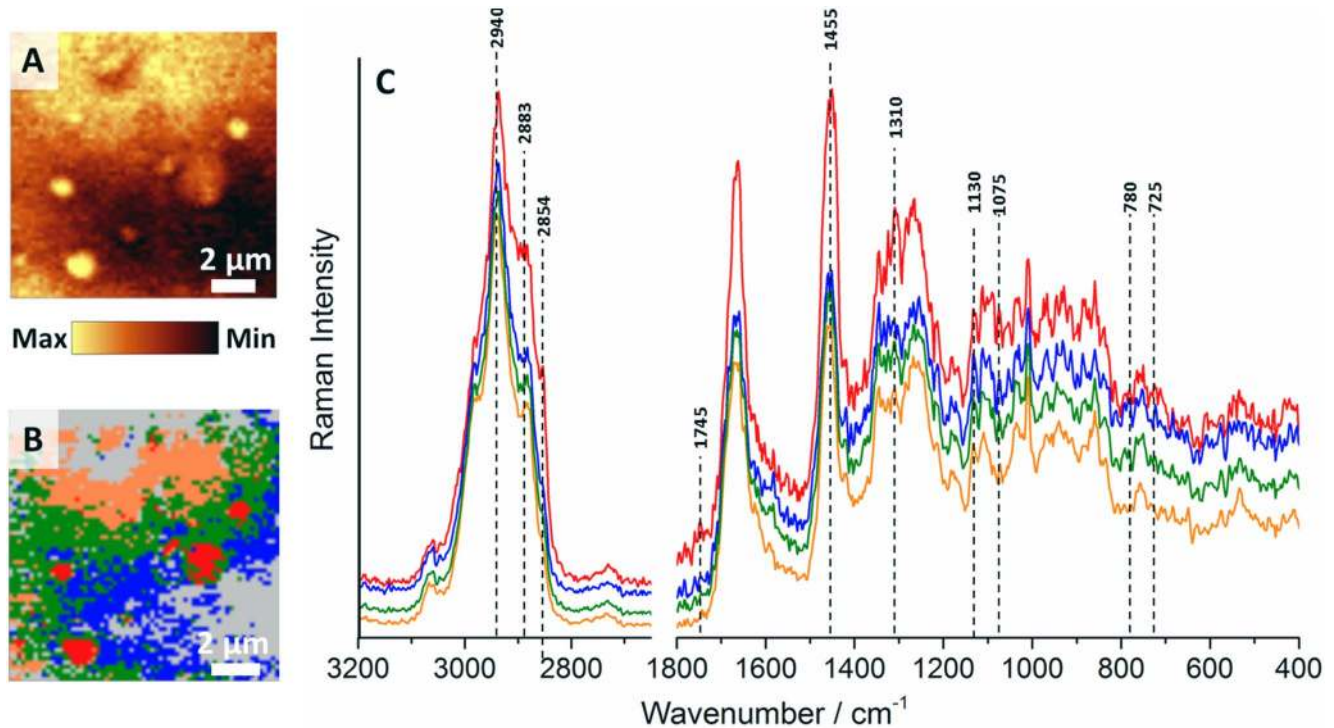 A
2 μm
Max Min
B
2 μm
C
2940
2883
2854
1745
1455
1310
1130
1075
780
725
Raman Intensity
3200 3000 2800 1800 1600 1400 1200 1000 800 600 400
Wavenumber / cm⁻¹